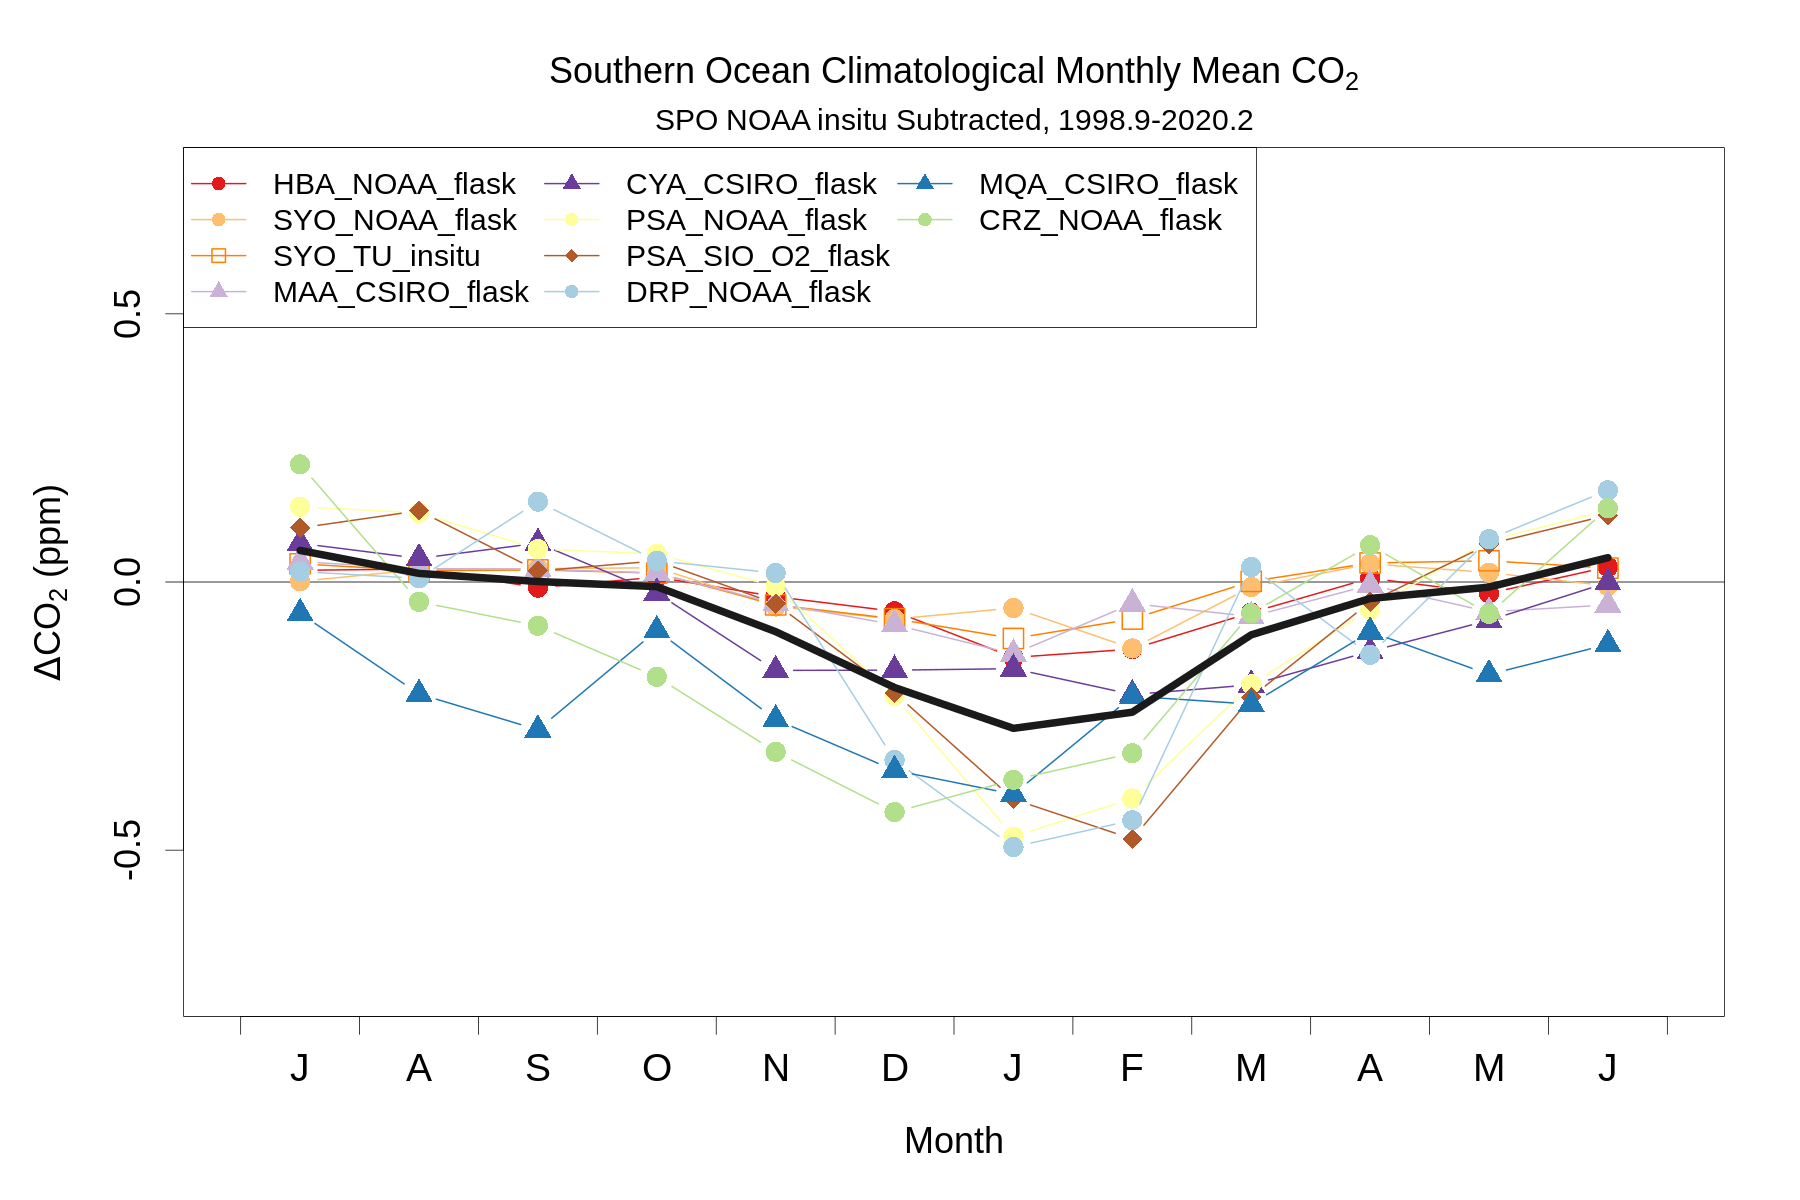 Southern Ocean Climatological Monthly Mean CO₂
SPO NOAA insitu Subtracted, 1998.9-2020.2
HBA_NOAA_flask
SYO_NOAA_flask
SYO_TU_insitu
MAA_CSIRO_flask
CYA_CSIRO_flask
PSA_NOAA_flask
PSA_SIO_O2_flask
DRP_NOAA_flask
MQA_CSIRO_flask
CRZ_NOAA_flask
ΔCO₂ (ppm)
0.5
0.0
-0.5
J A S O N D J F M A M J
Month